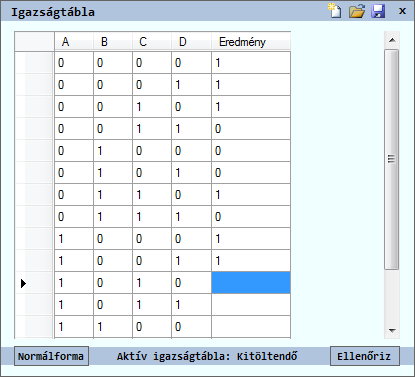 Igazságtábla
A B C D Eredmény
0 0 0 0 1
0 0 0 1 1
0 0 1 0 1
0 0 1 1 0
0 1 0 0 0
0 1 0 1 0
0 1 1 0 1
0 1 1 1 0
1 0 0 0 1
1 0 0 1 1
1 0 1 0
1 0 1 1
1 1 0 0
Normálforma Aktív igazságtábla: Kitöltendő Ellenőriz